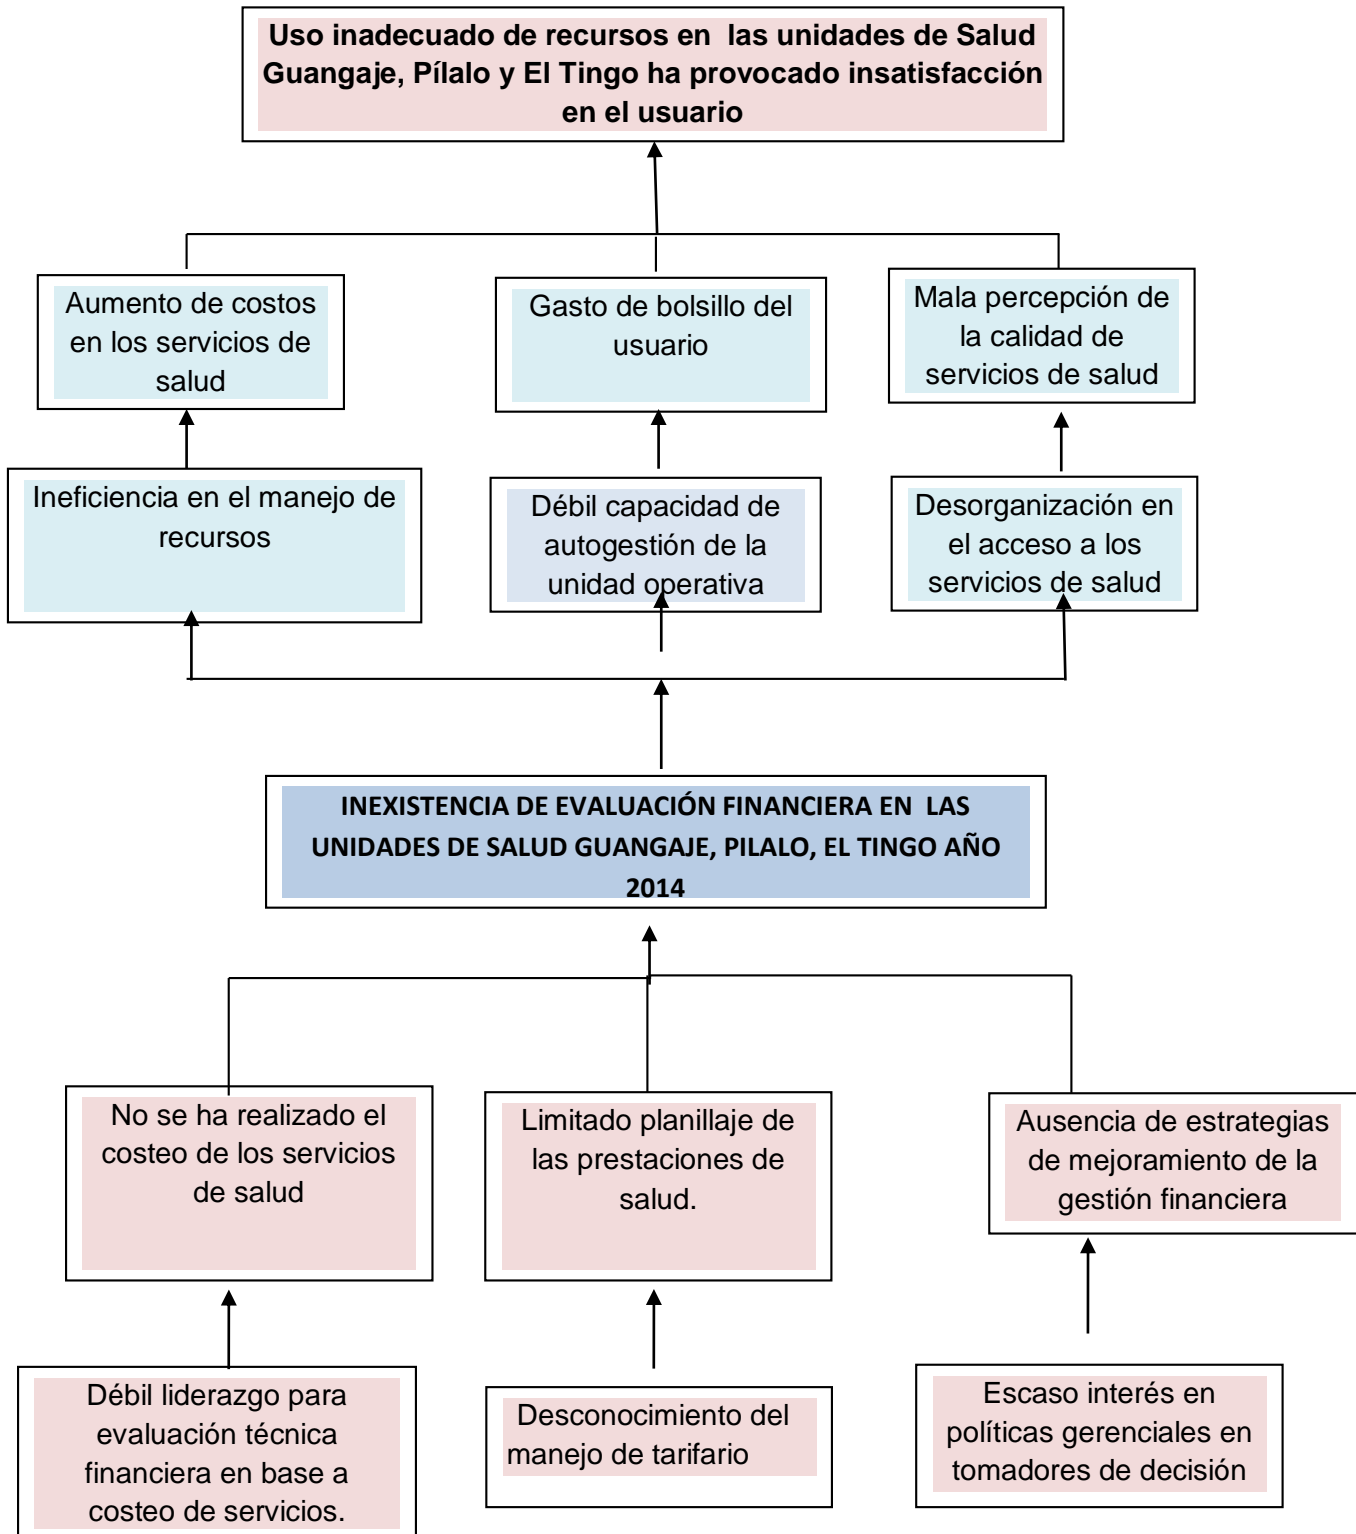 Uso inadecuado de recursos en las unidades de Salud
Guangaje, Pílalo y El Tingo ha provocado insatisfacción
en el usuario
Aumento de costos
en los servicios de
salud
Gasto de bolsillo del
usuario
Mala percepción de
la calidad de
servicios de salud
Ineficiencia en el manejo de
recursos
Débil capacidad de
autogestión de la
unidad operativa
Desorganización en
el acceso a los
servicios de salud
INEXISTENCIA DE EVALUACIÓN FINANCIERA EN LAS
UNIDADES DE SALUD GUANGAJE, PILALO, EL TINGO AÑO
2014
No se ha realizado el
costeo de los servicios
de salud
Limitado planillaje de
las prestaciones de
salud.
Ausencia de estrategias
de mejoramiento de la
gestión financiera
Débil liderazgo para
evaluación técnica
financiera en base a
costeo de servicios.
Desconocimiento del
manejo de tarifario
Escaso interés en
políticas gerenciales en
tomadores de decisión